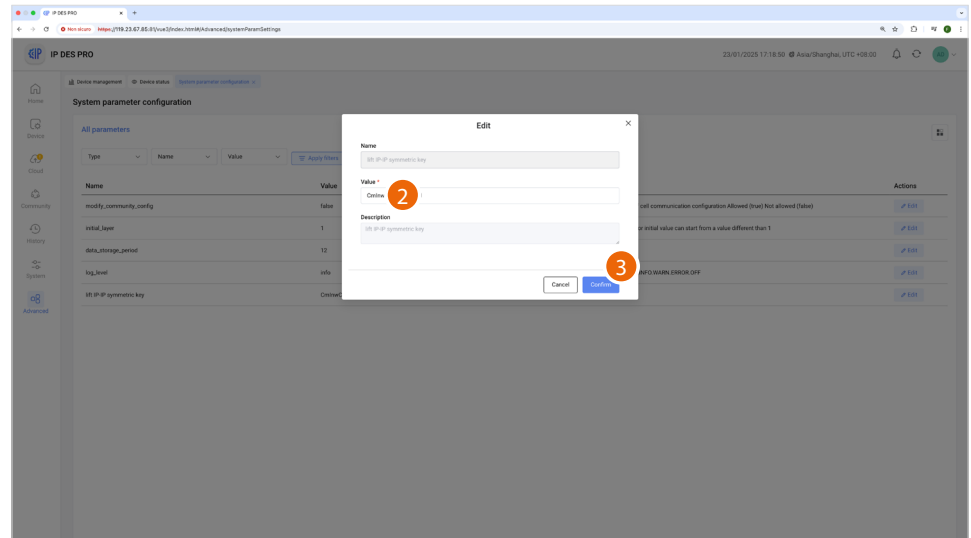 IP DES PRO
Non sicuro https://119.23.67.85:81/vue3/index.html#/Advanced/systemParamSettings
IP DES PRO
23/01/2025 17:18:50 Asia/Shanghai, UTC +08:00
Device management Device status System parameter configuration
Home
System parameter configuration
Device
All parameters
Type Name Value Apply filters
Cloud
Name Value Actions
Community
modify_community_config false cell communication configuration Allowed (true) Not allowed (false) Edit
initial_layer 1 or initial value can start from a value different than 1 Edit
History
data_storage_period 12 Edit
System
log_level info INFO.WARN.ERROR.OFF Edit
lift IP-IP symmetric key Edit
Advanced
Edit
Name
lift IP-IP symmetric key
Value *
2
Description
lift IP-IP symmetric key
3
Cancel Confirm